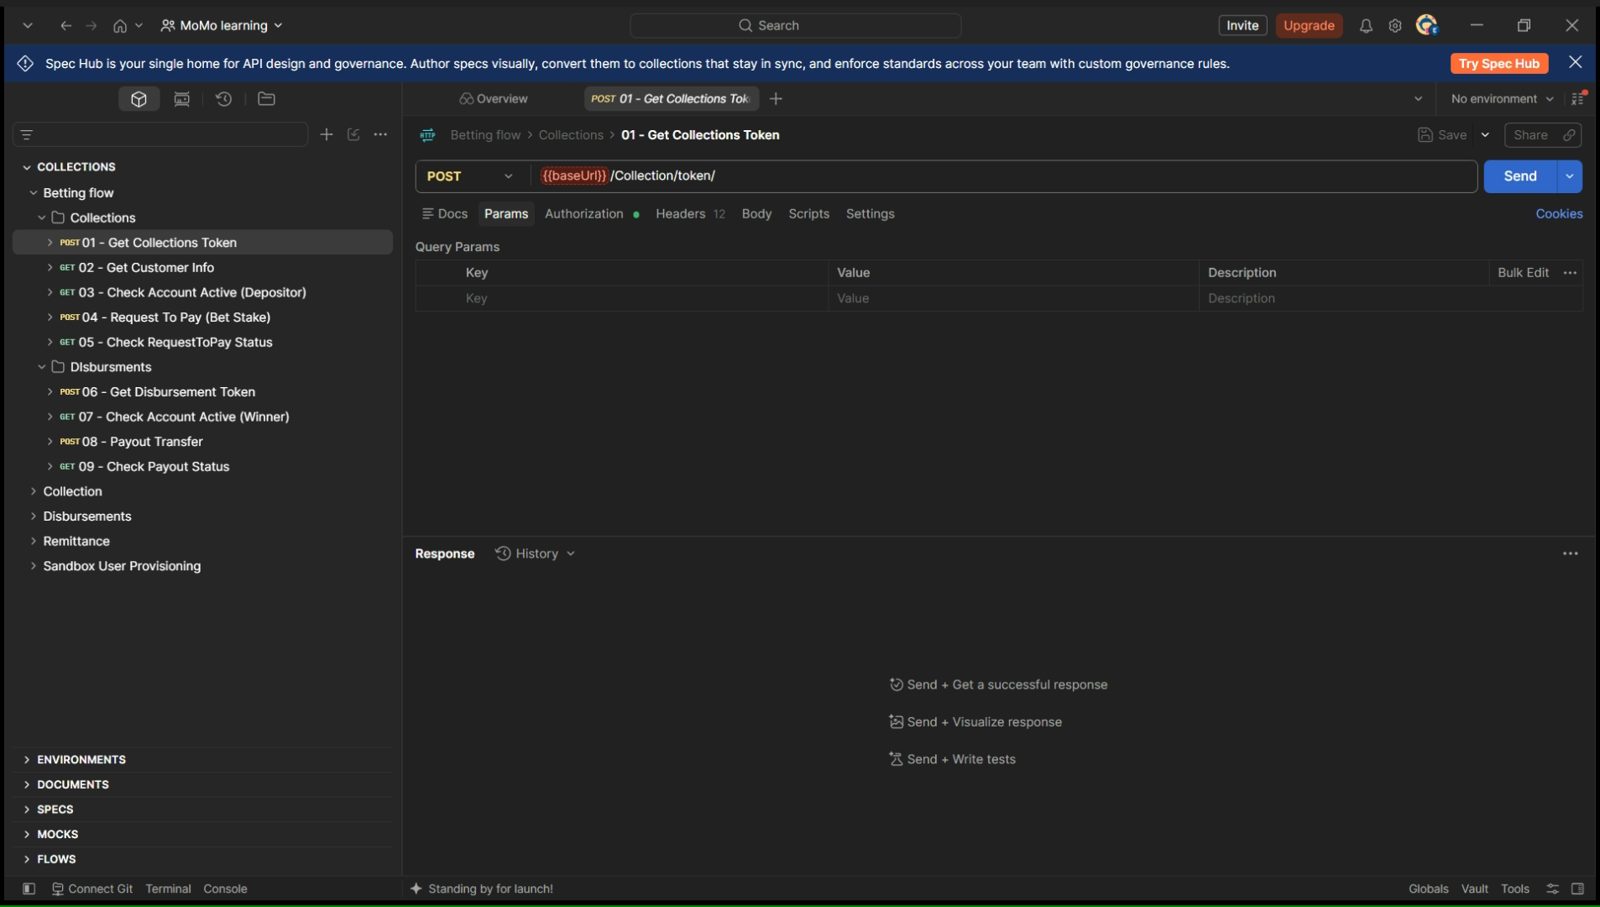 MoMo learning
Search
Invite
Upgrade
Spec Hub is your single home for API design and governance. Author specs visually, convert them to collections that stay in sync, and enforce standards across your team with custom governance rules.
Try Spec Hub
Overview
POST 01 - Get Collections Tok
No environment
Betting flow > Collections > 01 - Get Collections Token
Save
Share
COLLECTIONS
Betting flow
Collections
POST 01 - Get Collections Token
GET 02 - Get Customer Info
GET 03 - Check Account Active (Depositor)
POST 04 - Request To Pay (Bet Stake)
GET 05 - Check RequestToPay Status
DIsbursments
POST 06 - Get Disbursement Token
GET 07 - Check Account Active (Winner)
POST 08 - Payout Transfer
GET 09 - Check Payout Status
Collection
Disbursements
Remittance
Sandbox User Provisioning
ENVIRONMENTS
DOCUMENTS
SPECS
MOCKS
FLOWS
HTTP
POST
{{baseUrl}}/Collection/token/
Send
Docs Params Authorization Headers 12 Body Scripts Settings
Cookies
Query Params
Key Value Description Bulk Edit
Key Value Description
Response
History
Send + Get a successful response
Send + Visualize response
Send + Write tests
Connect Git Terminal Console
Standing by for launch!
Globals Vault Tools